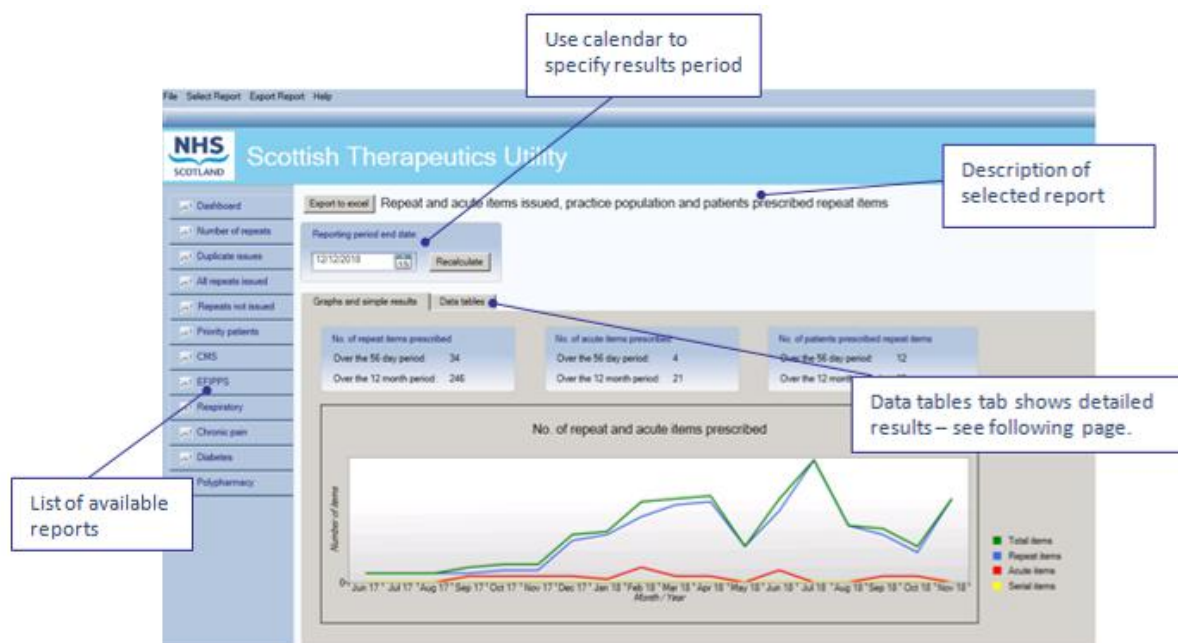 Use calendar to
specify results period
File Select Report Export Report Help
NHS
SCOTLAND
Scottish Therapeutics Utility
Description of
selected report
Dashboard
Number of repeats
Duplicate issues
All repeats issued
Repeats not issued
Priority patients
CMS
EFIPPS
Respiratory
Chronic pain
Diabetes
Polypharmacy
Export to excel Repeat and acute items issued, practice population and patients prescribed repeat items
Reporting period end date:
12/12/2018 Recalculate
Graphs and simple results Data tables
No. of repeat items prescribed
Over the 56 day period: 34
Over the 12 month period: 246
No. of acute items prescribed
Over the 56 day period: 4
Over the 12 month period: 21
No. of patients prescribed repeat items
Over the 56 day period: 12
Over the 12 month
Data tables tab shows detailed
results – see following page.
List of available
reports
No. of repeat and acute items prescribed
Number of items
0
Jun 17 Jul 17 Aug 17 Sep 17 Oct 17 Nov 17 Dec 17 Jan 18 Feb 18 Mar 18 Apr 18 May 18 Jun 18 Jul 18 Aug 18 Sep 18 Oct 18 Nov 18
Month / Year
Total items
Repeat items
Acute items
Serial items